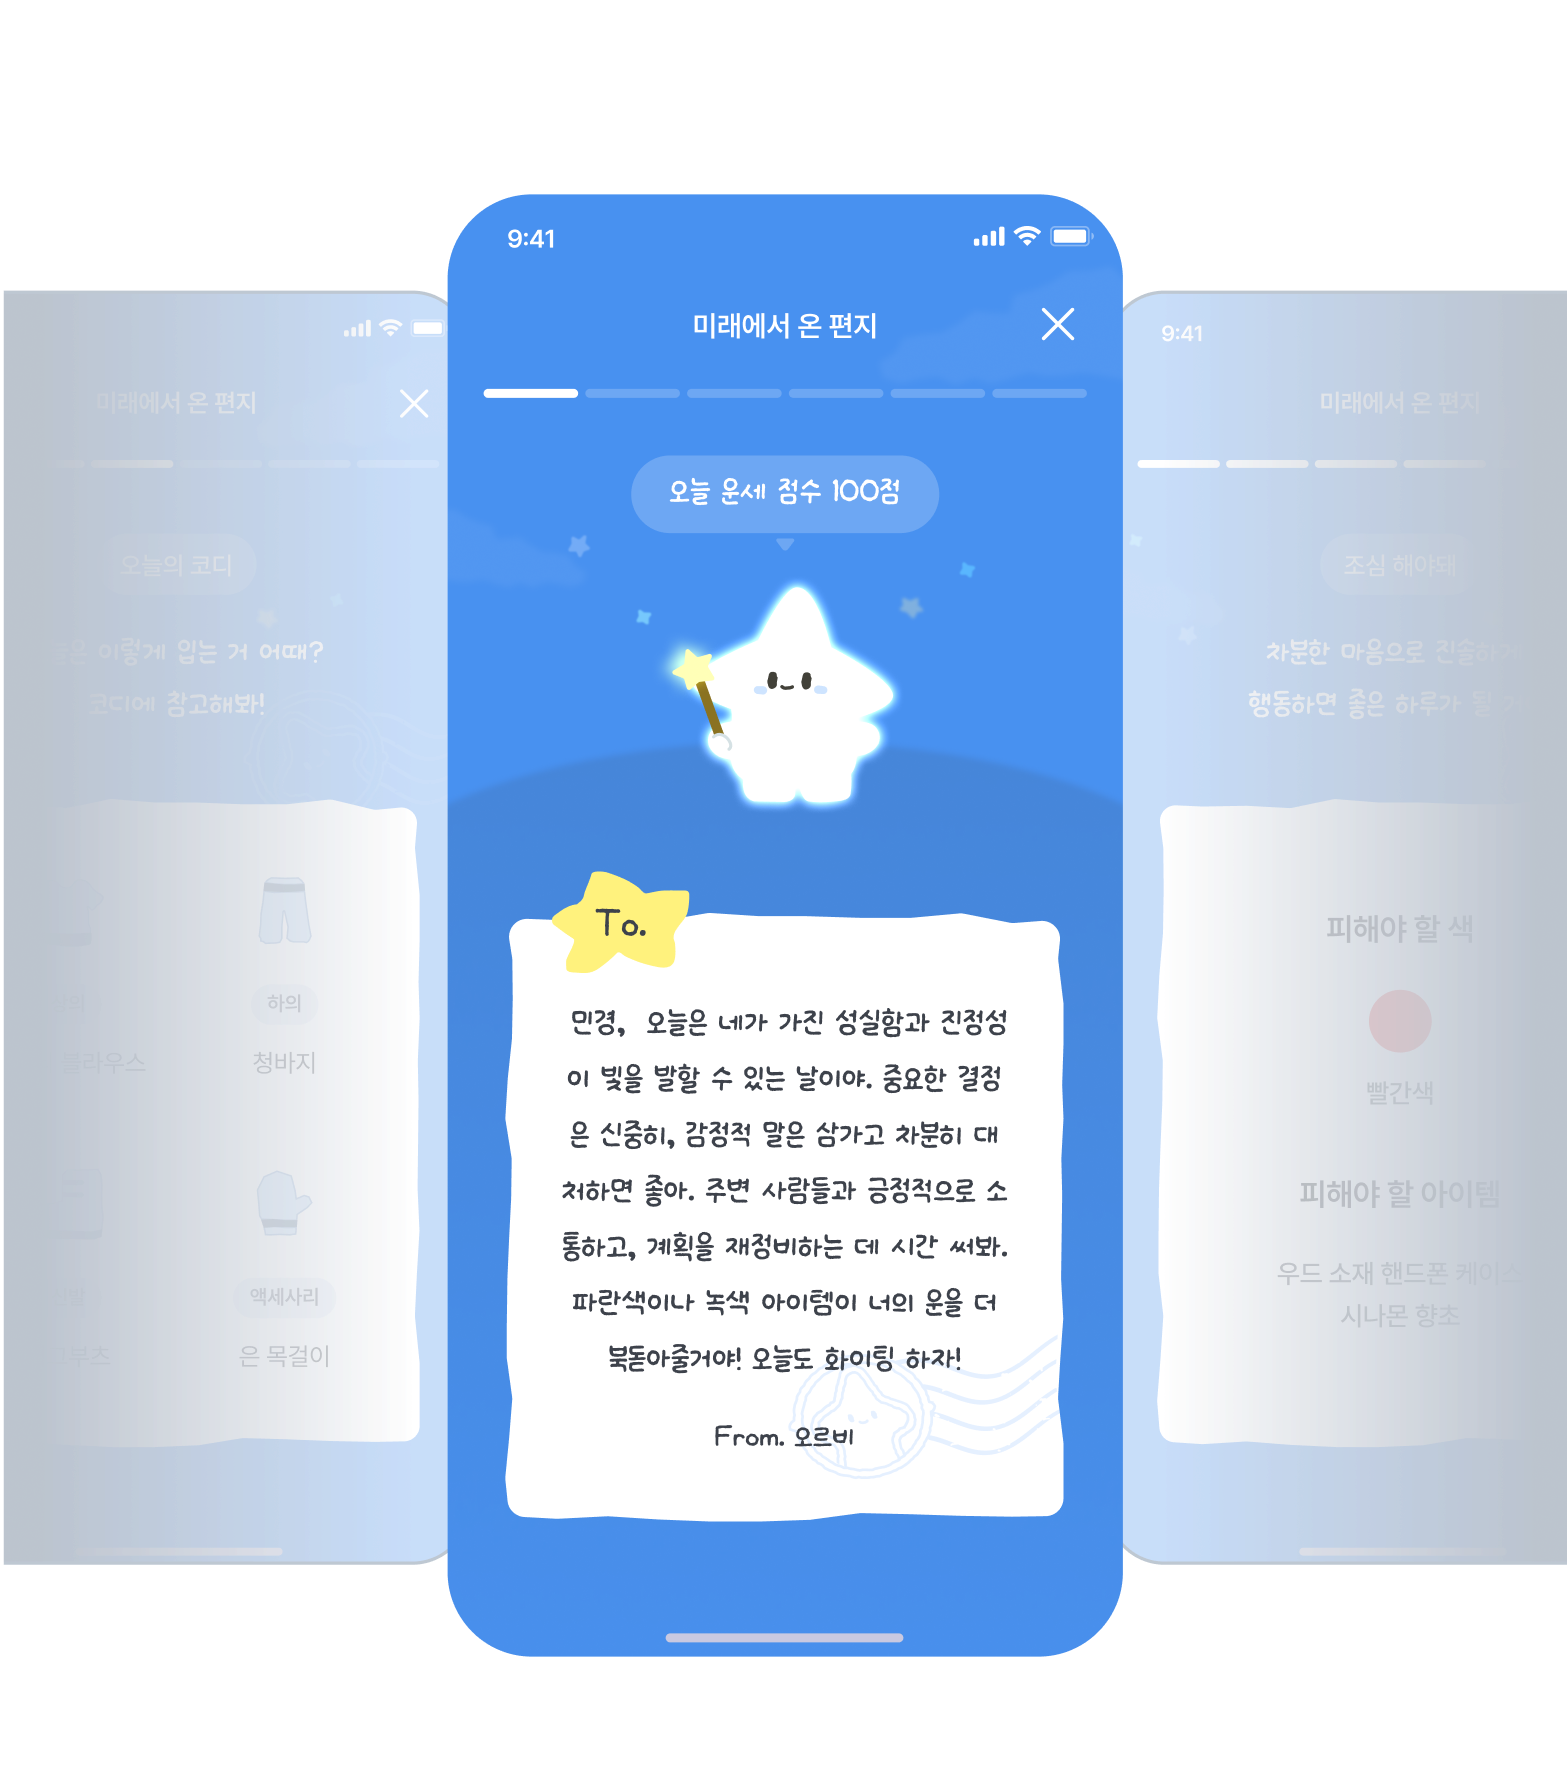 9:41
미래에서 온 편지
오늘 운세 점수 100점
To.
민경, 오늘은 네가 가진 성실함과 진정성
이 빛을 발할 수 있는 날이야. 중요한 결정
은 신중히, 감정적 말은 삼가고 차분히 대
처하면 좋아. 주변 사람들과 긍정적으로 소
통하고, 계획을 재정비하는 데 시간 써봐.
파란색이나 녹색 아이템이 너의 운을 더
북돋아줄거야! 오늘도 화이팅 하자!
From. 오르비
미래에서 온 편지
오늘의 코디
이렇게 입는 거 어때?
코디에 참고해봐!
하의
블라우스
청바지
액세사리
은 목걸이
9:41
미래에서 온 편지
조심 해야돼
차분한 마음으로
행동하면 좋은 하루가
피해야 할 색
빨간색
피해야 할 아이템
우드 소재 핸드폰 케이스
시나몬 향초